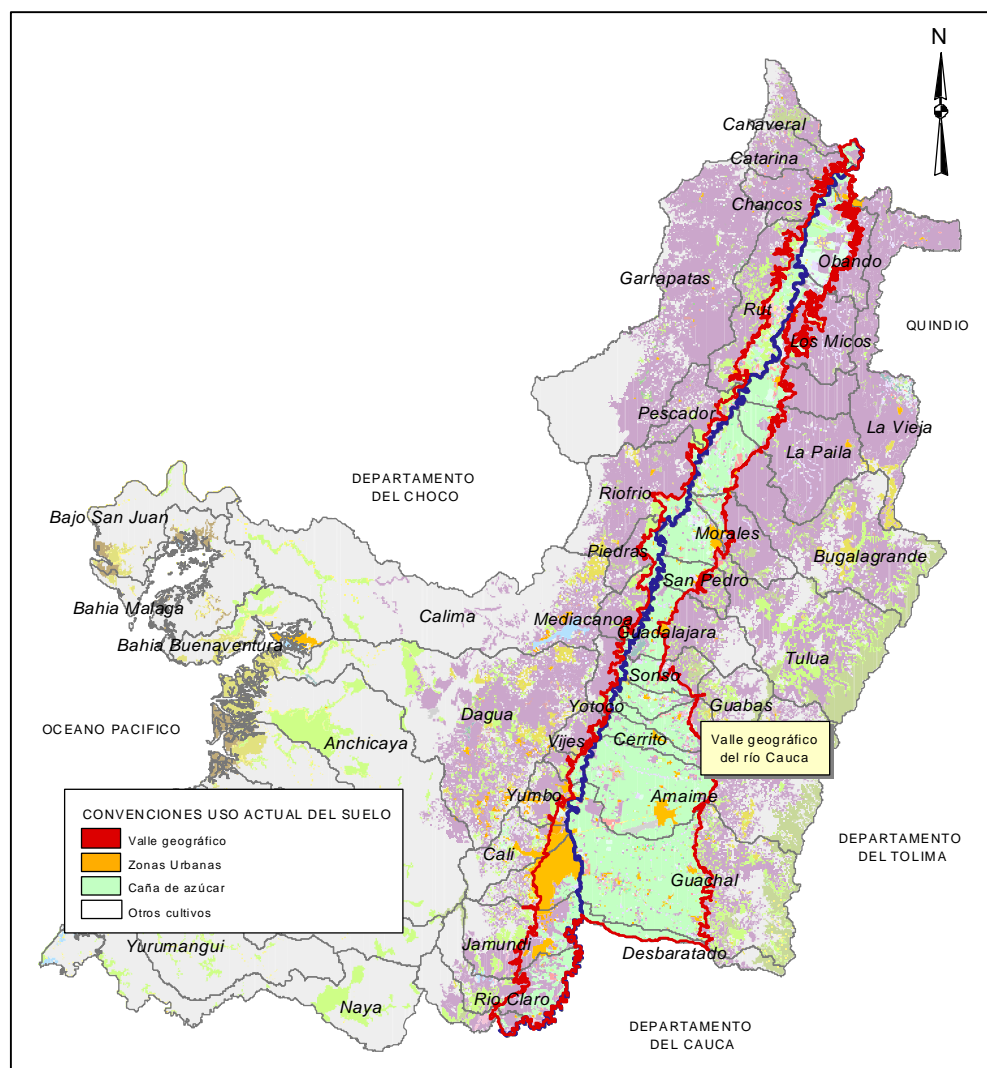 N
Cañaveral
Catarina
Chancos
Obando
Garrapatas
Rut
QUINDIO
Los Micos
Pescador
La Vieja
La Paila
DEPARTAMENTO
DEL CHOCO
Riofrio
Bajo San Juan
Morales
Piedras
Bugalagrande
San Pedro
Bahia Malaga
Calima
Mediacanoa
Guadalajara
Bahia Buenaventura
Tulua
Sonso
Yotoco
Guabas
Dagua
OCEANO PACIFICO
Anchicaya
Vijes
Cerrito
Valle geográfico
del río Cauca
Yumbo
Amaime
CONVENCIONES USO ACTUAL DEL SUELO
Valle geográfico
Zonas Urbanas
Caña de azúcar
Otros cultivos
Cali
DEPARTAMENTO
DEL TOLIMA
Guachal
Yurumangui
Jamundi
Desbaratado
Naya
Rio Claro
DEPARTAMENTO
DEL CAUCA